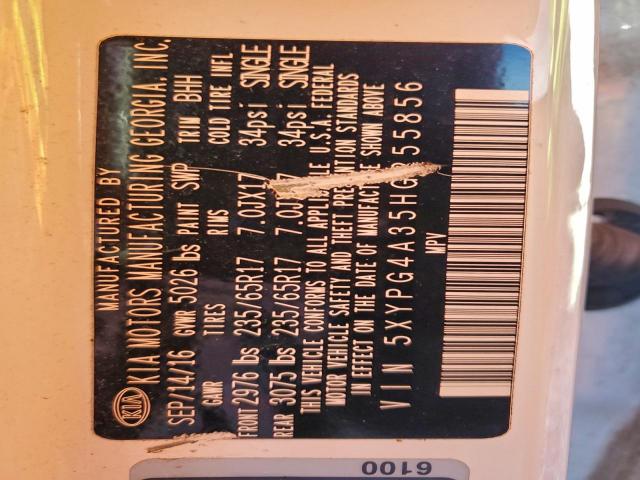 MANUFACTURED BY
KIA KIA MOTORS MANUFACTURING GEORGIA. INC.
SEP/14/16 GVWR 5026 lbs PAINT SWP TRIM BHH
GAWR TIRES RIMS COLD TIRE INFL
FRONT 2976 lbs 235/65R17 7.0JX17 34psi SINGLE
REAR 3075 lbs 235/65R17 34psi SINGLE
THIS VEHICLE CONFORMS TO ALL U.S.A. FEDERAL
MOTOR VEHICLE SAFETY AND THEFT STANDARDS
IN EFFECT ON THE DATE OF MANUFACTURE SHOWN ABOVE
VIN
MPV
6100